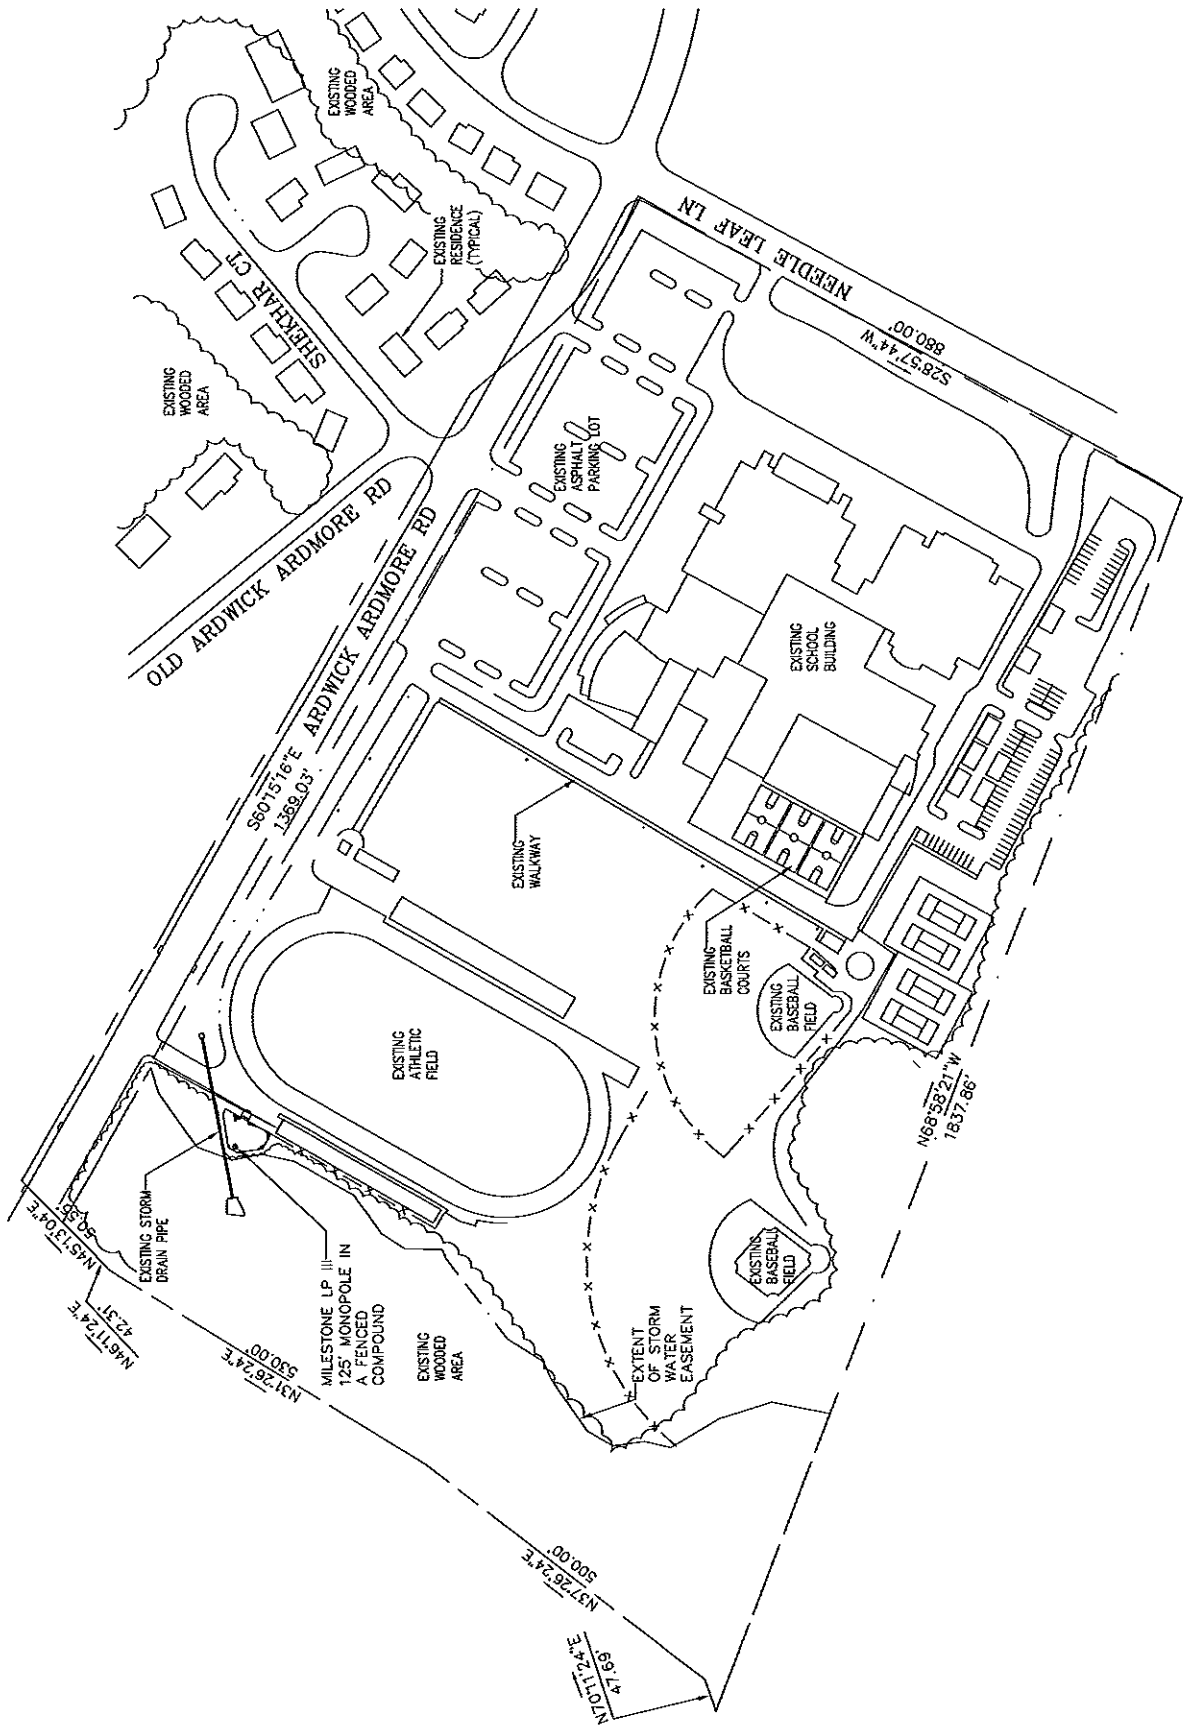 EXISTING
WOODED
AREA
EXISTING
WOODED
AREA
SHEKHAR CT
EXISTING
RESIDENCE
(TYPICAL)
NEEDLE LEAF LN
S28°57'44"W
880.00'
OLD ARDWICK ARDMORE RD
ARDWICK ARDMORE RD
S60°15'16"E
1369.03'
EXISTING
ASPHALT
PARKING LOT
EXISTING
SCHOOL
BUILDING
EXISTING
WALKWAY
EXISTING
BASKETBALL
COURTS
EXISTING
BASEBALL
FIELD
EXISTING
ATHLETIC
FIELD
N68°58'21"W
1837.86'
EXISTING
BASEBALL
FIELD
EXISTING STORM
DRAIN PIPE
MILESTONE LP III
125' MONOPOLE IN
A FENCED
COMPOUND
EXISTING
WOODED
AREA
EXTENT
OF STORM
WATER
EASEMENT
N45°13'04"E
N46°11'24"E
42.31'
N31°26'24"E
530.00'
N37°26'24"E
500.00'
N70°11'24"E
47.69'